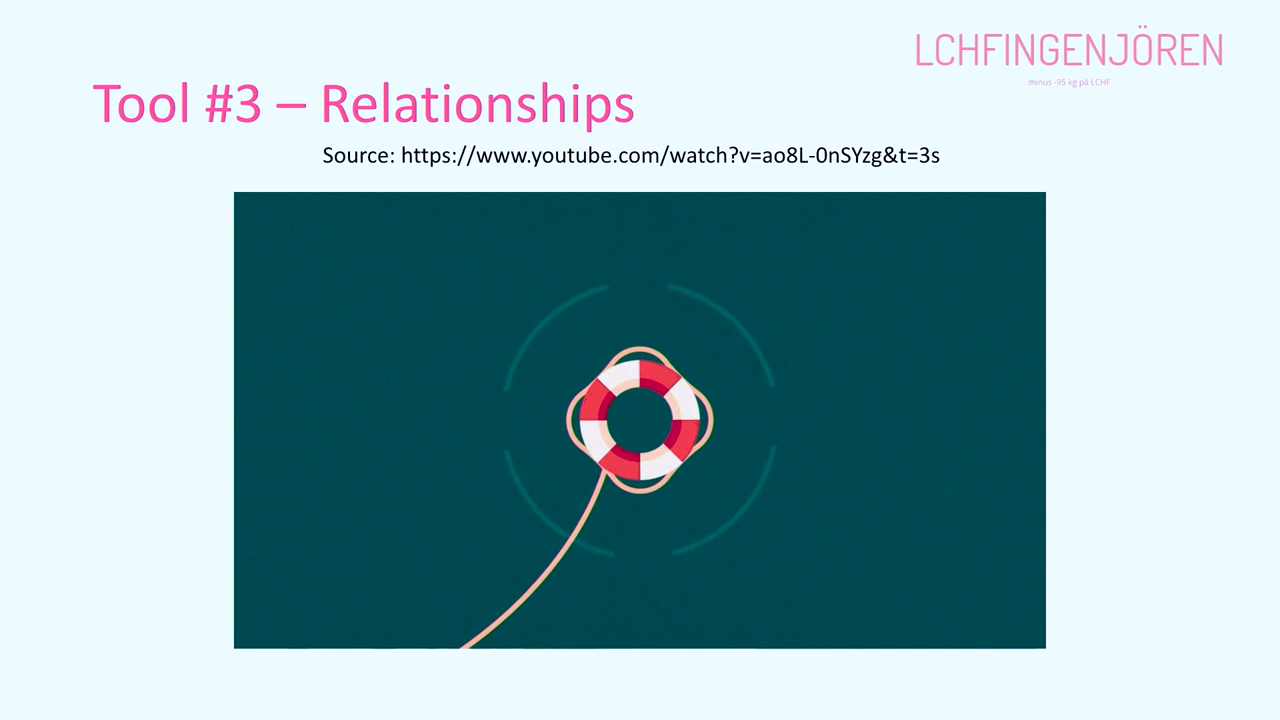 LCHFINGENJÖREN
minus -95 kg på LCHF
Tool #3 – Relationships
Source: https://www.youtube.com/watch?v=ao8L-0nSYzg&t=3s